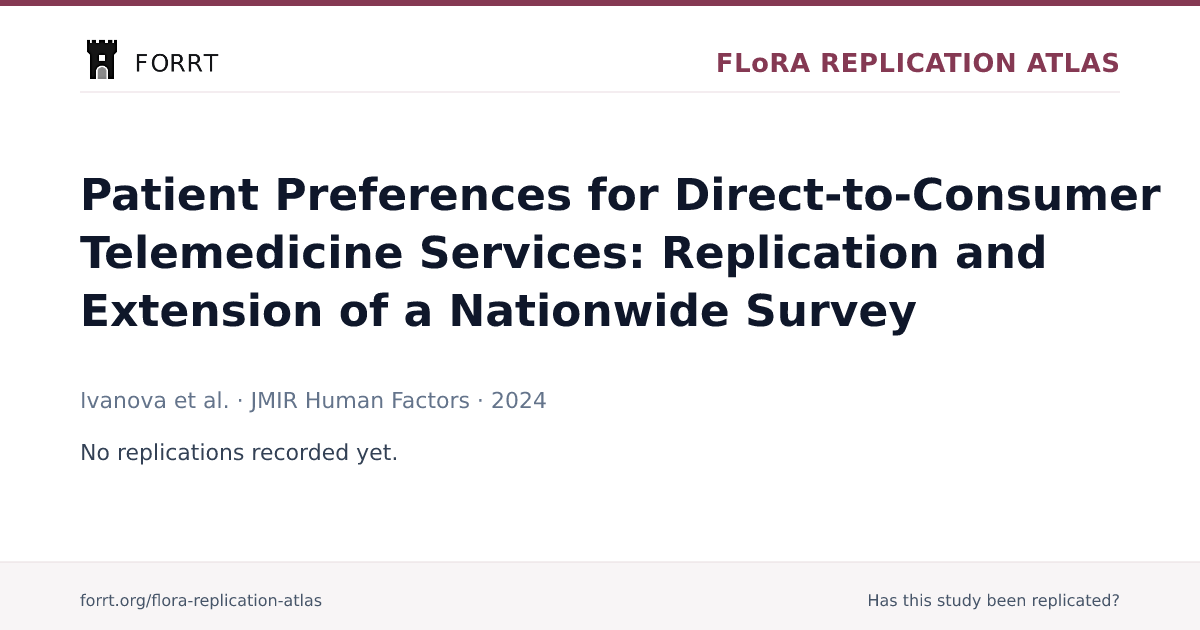 FORRT
FLoRA REPLICATION ATLAS
Patient Preferences for Direct-to-Consumer
Telemedicine Services: Replication and
Extension of a Nationwide Survey
Ivanova et al. · JMIR Human Factors · 2024
No replications recorded yet.
forrt.org/flora-replication-atlas
Has this study been replicated?